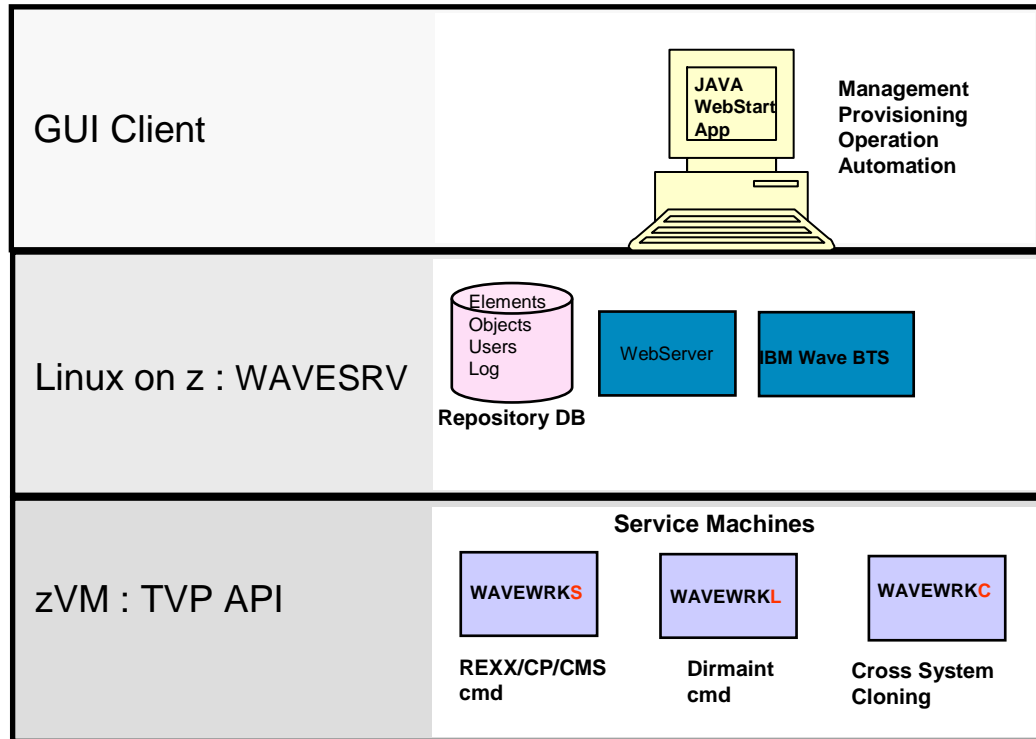 GUI Client
JAVA
WebStart
App
Management
Provisioning
Operation
Automation
Linux on z : WAVESRV
Elements
Objects
Users
Log
Repository DB
WebServer
IBM Wave BTS
zVM : TVP API
Service Machines
WAVEWRKS
REXX/CP/CMS
cmd
WAVEWRKL
Dirmaint
cmd
WAVEWRKC
Cross System
Cloning